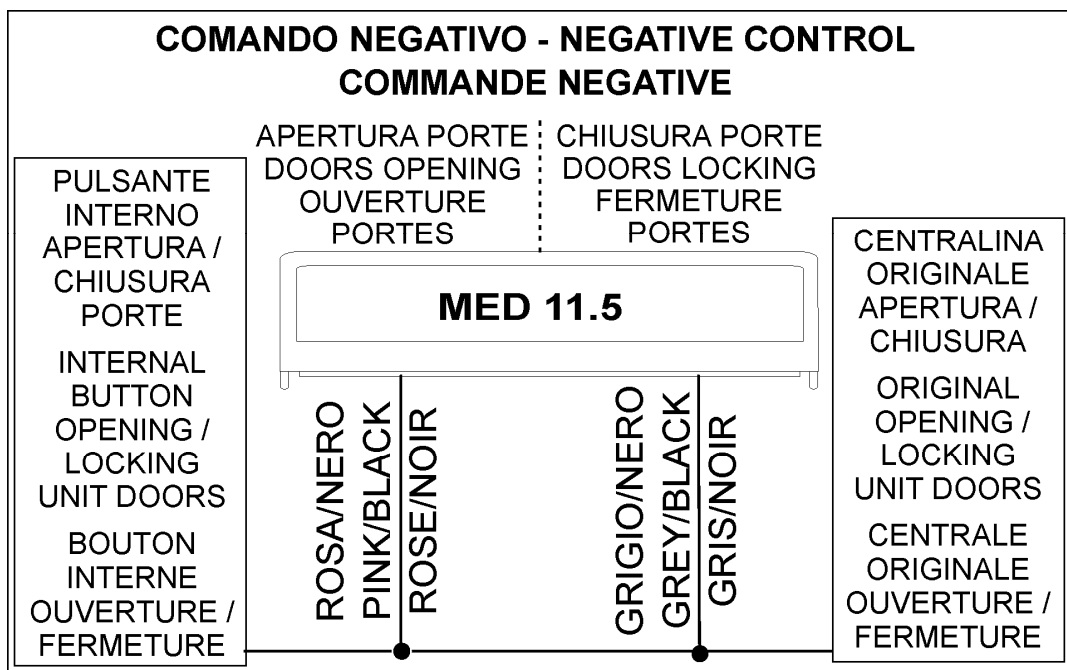 COMANDO NEGATIVO - NEGATIVE CONTROL
COMMANDE NEGATIVE
APERTURA PORTE
DOORS OPENING
OUVERTURE
PORTES
CHIUSURA PORTE
DOORS LOCKING
FERMETURE
PORTES
PULSANTE
INTERNO
APERTURA /
CHIUSURA
PORTE
INTERNAL
BUTTON
OPENING /
LOCKING
UNIT DOORS
BOUTON
INTERNE
OUVERTURE /
FERMETURE
MED 11.5
ROSA/NERO
PINK/BLACK
ROSE/NOIR
GRIGIO/NERO
GREY/BLACK
GRIS/NOIR
CENTRALINA
ORIGINALE
APERTURA /
CHIUSURA
ORIGINAL
OPENING /
LOCKING
UNIT DOORS
CENTRALE
ORIGINALE
OUVERTURE /
FERMETURE